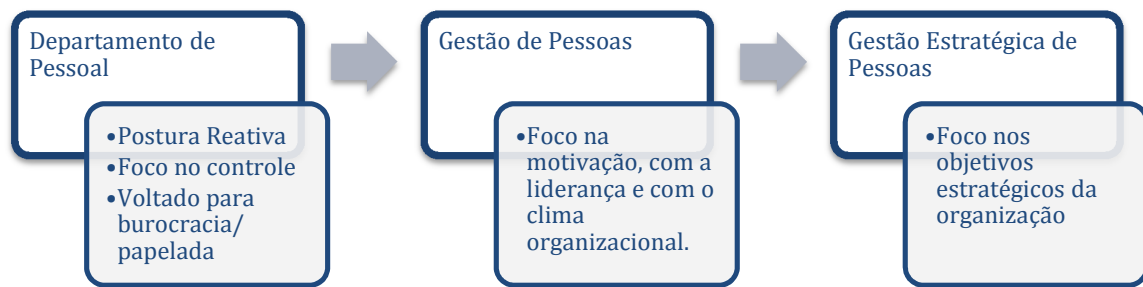 Departamento de
Pessoal
•Postura Reativa
•Foco no controle
•Voltado para
burocracia/
papelada
Gestão de Pessoas
•Foco na
motivação, com a
liderança e com o
clima
organizacional.
Gestão Estratégica de
Pessoas
•Foco nos
objetivos
estratégicos da
organização